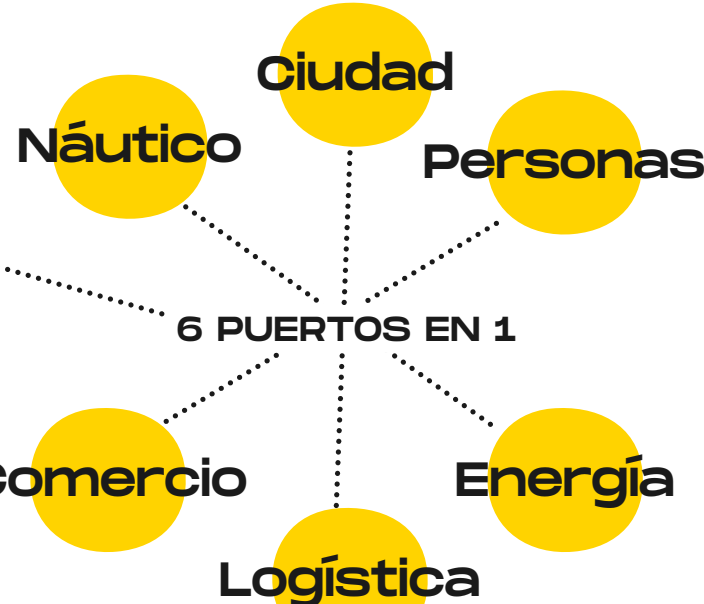 Ciudad
Náutico
Personas
6 PUERTOS EN 1
Comercio
Energía
Logística